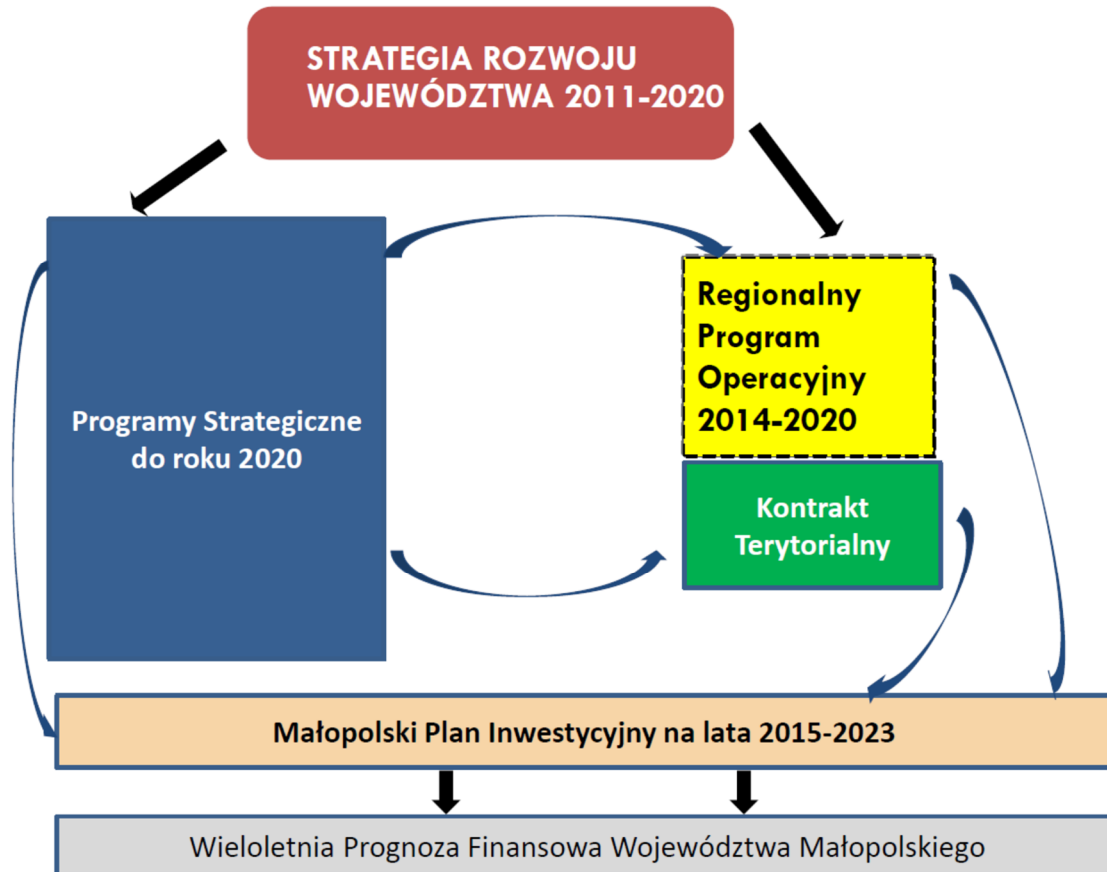 STRATEGIA ROZWOJU
WOJEWÓDZTWA 2011-2020
Programy Strategiczne
do roku 2020
Regionalny
Program
Operacyjny
2014-2020
Kontrakt
Terytorialny
Małopolski Plan Inwestycyjny na lata 2015-2023
Wieloletnia Prognoza Finansowa Województwa Małopolskiego